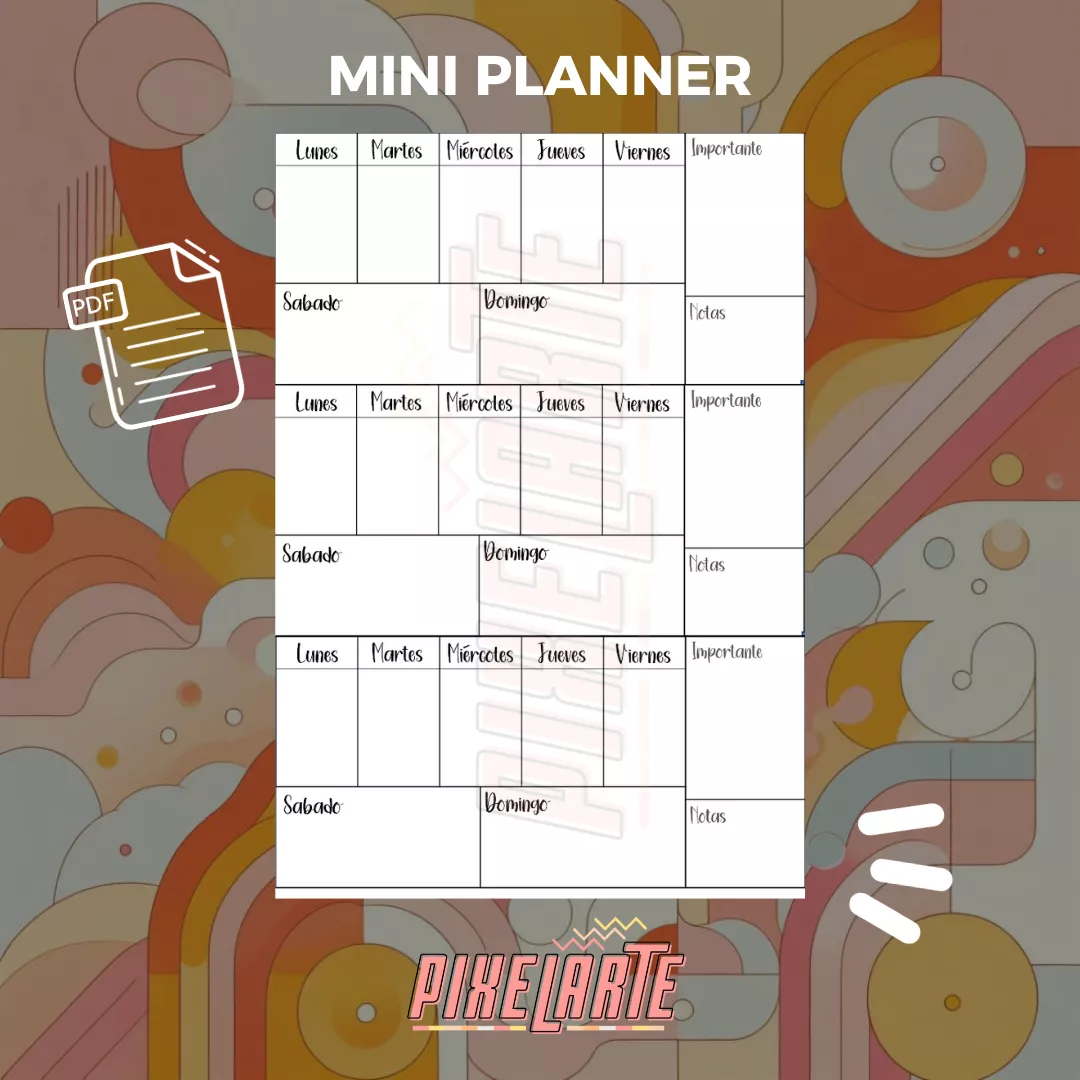 MINI PLANNER
Lunes Martes Miércoles Jueves Viernes Importante
PDF
Sabado Domingo Notas
Lunes Martes Miércoles Jueves Viernes Importante
Sabado Domingo Notas
Lunes Martes Miércoles Jueves Viernes Importante
Sabado Domingo Notas
PIXELARTE
PIXELARTE